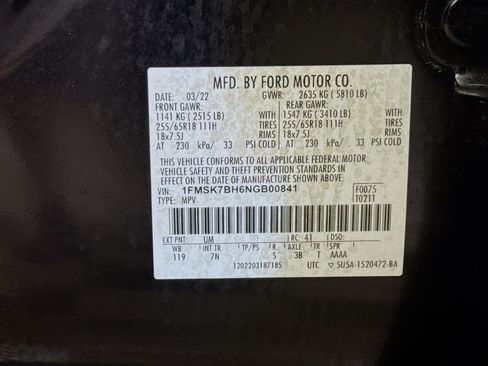 MFD. BY FORD MOTOR CO.
DATE: 03/22 GVWR: 2635 KG ( 5810 LB)
FRONT GAWR: REAR GAWR:
1141 KG ( 2515 LB) 1547 KG ( 3410 LB)
255/65R18 111H TIRES 255/65R18 111H TIRES
18x7.5J RIMS 18x7.5J RIMS
AT 230 kPa/ 33 PSI COLD AT 230 kPa/ 33 PSI COLD
THIS VEHICLE CONFORMS TO ALL APPLICABLE FEDERAL MOTOR
VEHICLE SAFETY AND THEFT PREVENTION STANDARDS IN
EFFECT ON THE DATE OF MANUFACTURE SHOWN ABOVE.
VIN: 1FMSK7BH6NGB00841 F0075
TYPE: MPV T0211
EXT PNT: UM RC: 41 DSO:
WB INT TR TP/PS R AXLE TR SPR
119 7N S 3B T AAAA
1202203187185 UTC ▽ 5U5A-1520472-BA